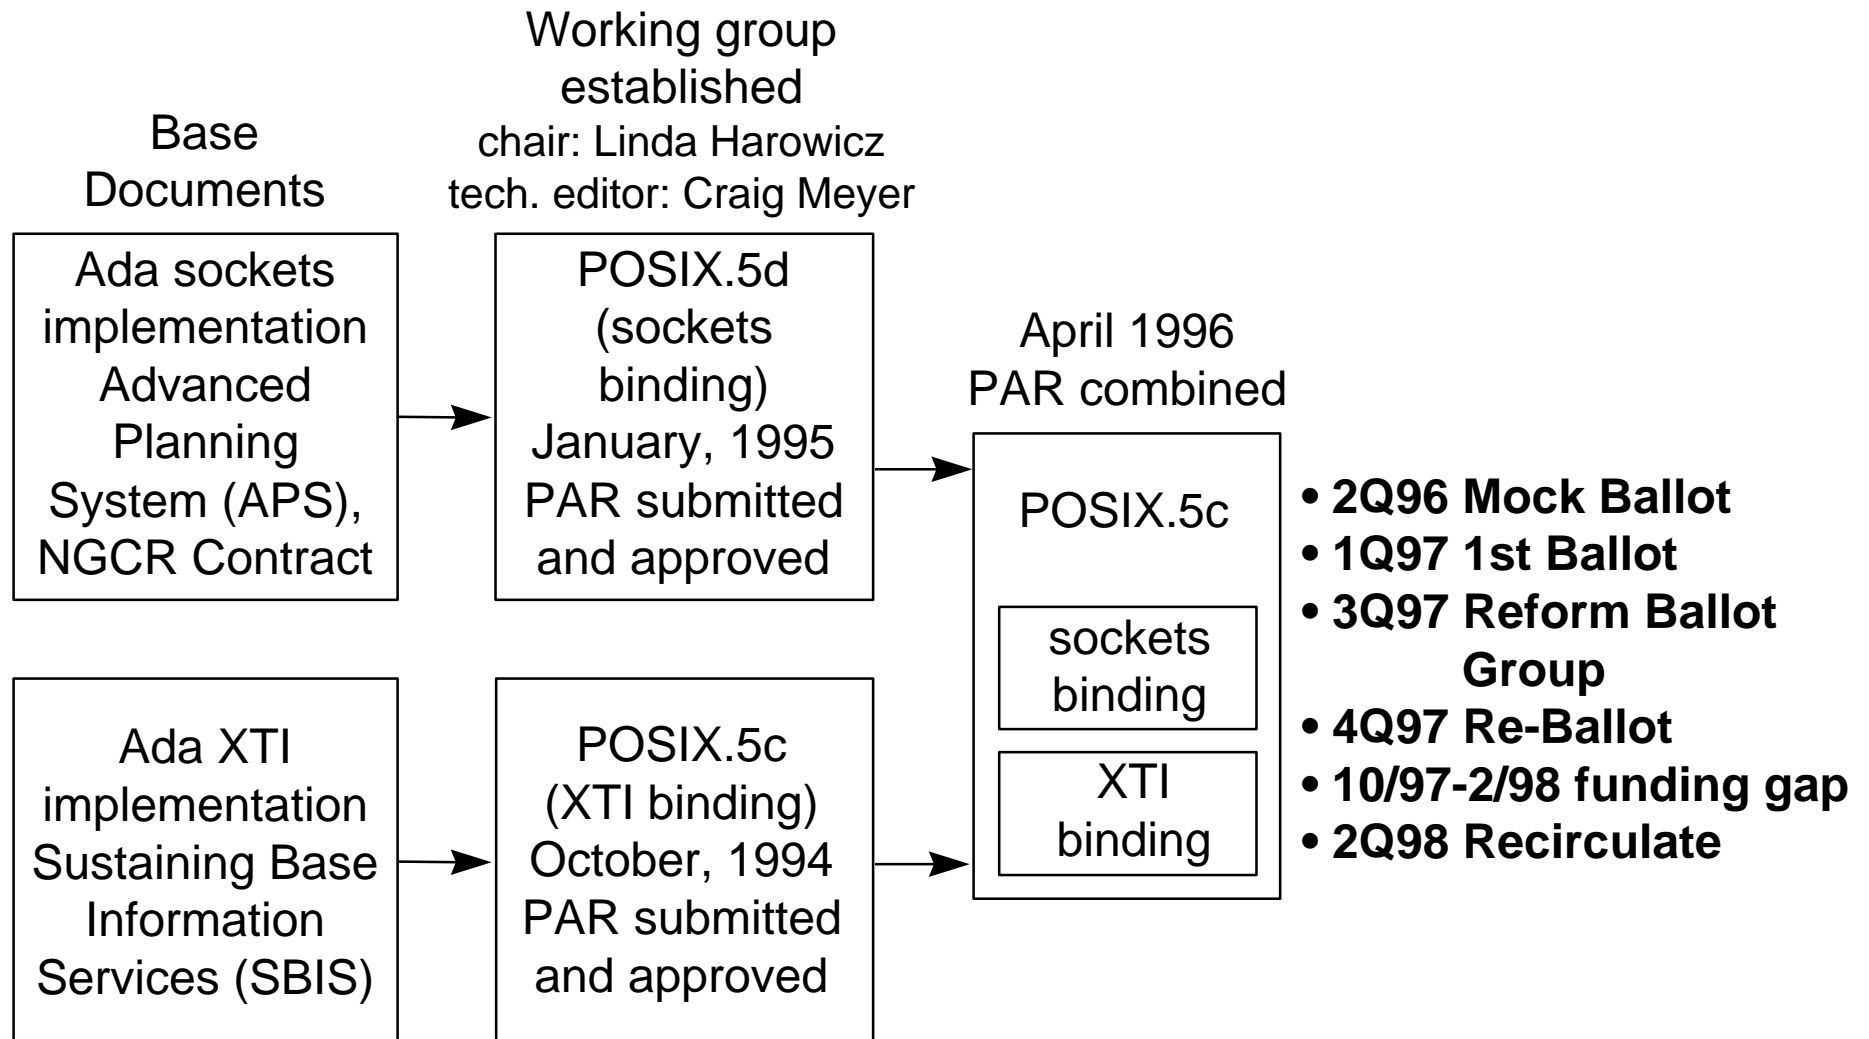 Base
Documents
Ada sockets
implementation
Advanced
Planning
System (APS),
NGCR Contract
Ada XTI
implementation
Sustaining Base
Information
Services (SBIS)
Working group
established
chair: Linda Harowicz
tech. editor: Craig Meyer
POSIX.5d
(sockets
binding)
January, 1995
PAR submitted
and approved
POSIX.5c
(XTI binding)
October, 1994
PAR submitted
and approved
April 1996
PAR combined
POSIX.5c
sockets
binding
XTI
binding
• 2Q96 Mock Ballot
• 1Q97 1st Ballot
• 3Q97 Reform Ballot
Group
• 4Q97 Re-Ballot
• 10/97-2/98 funding gap
• 2Q98 Recirculate